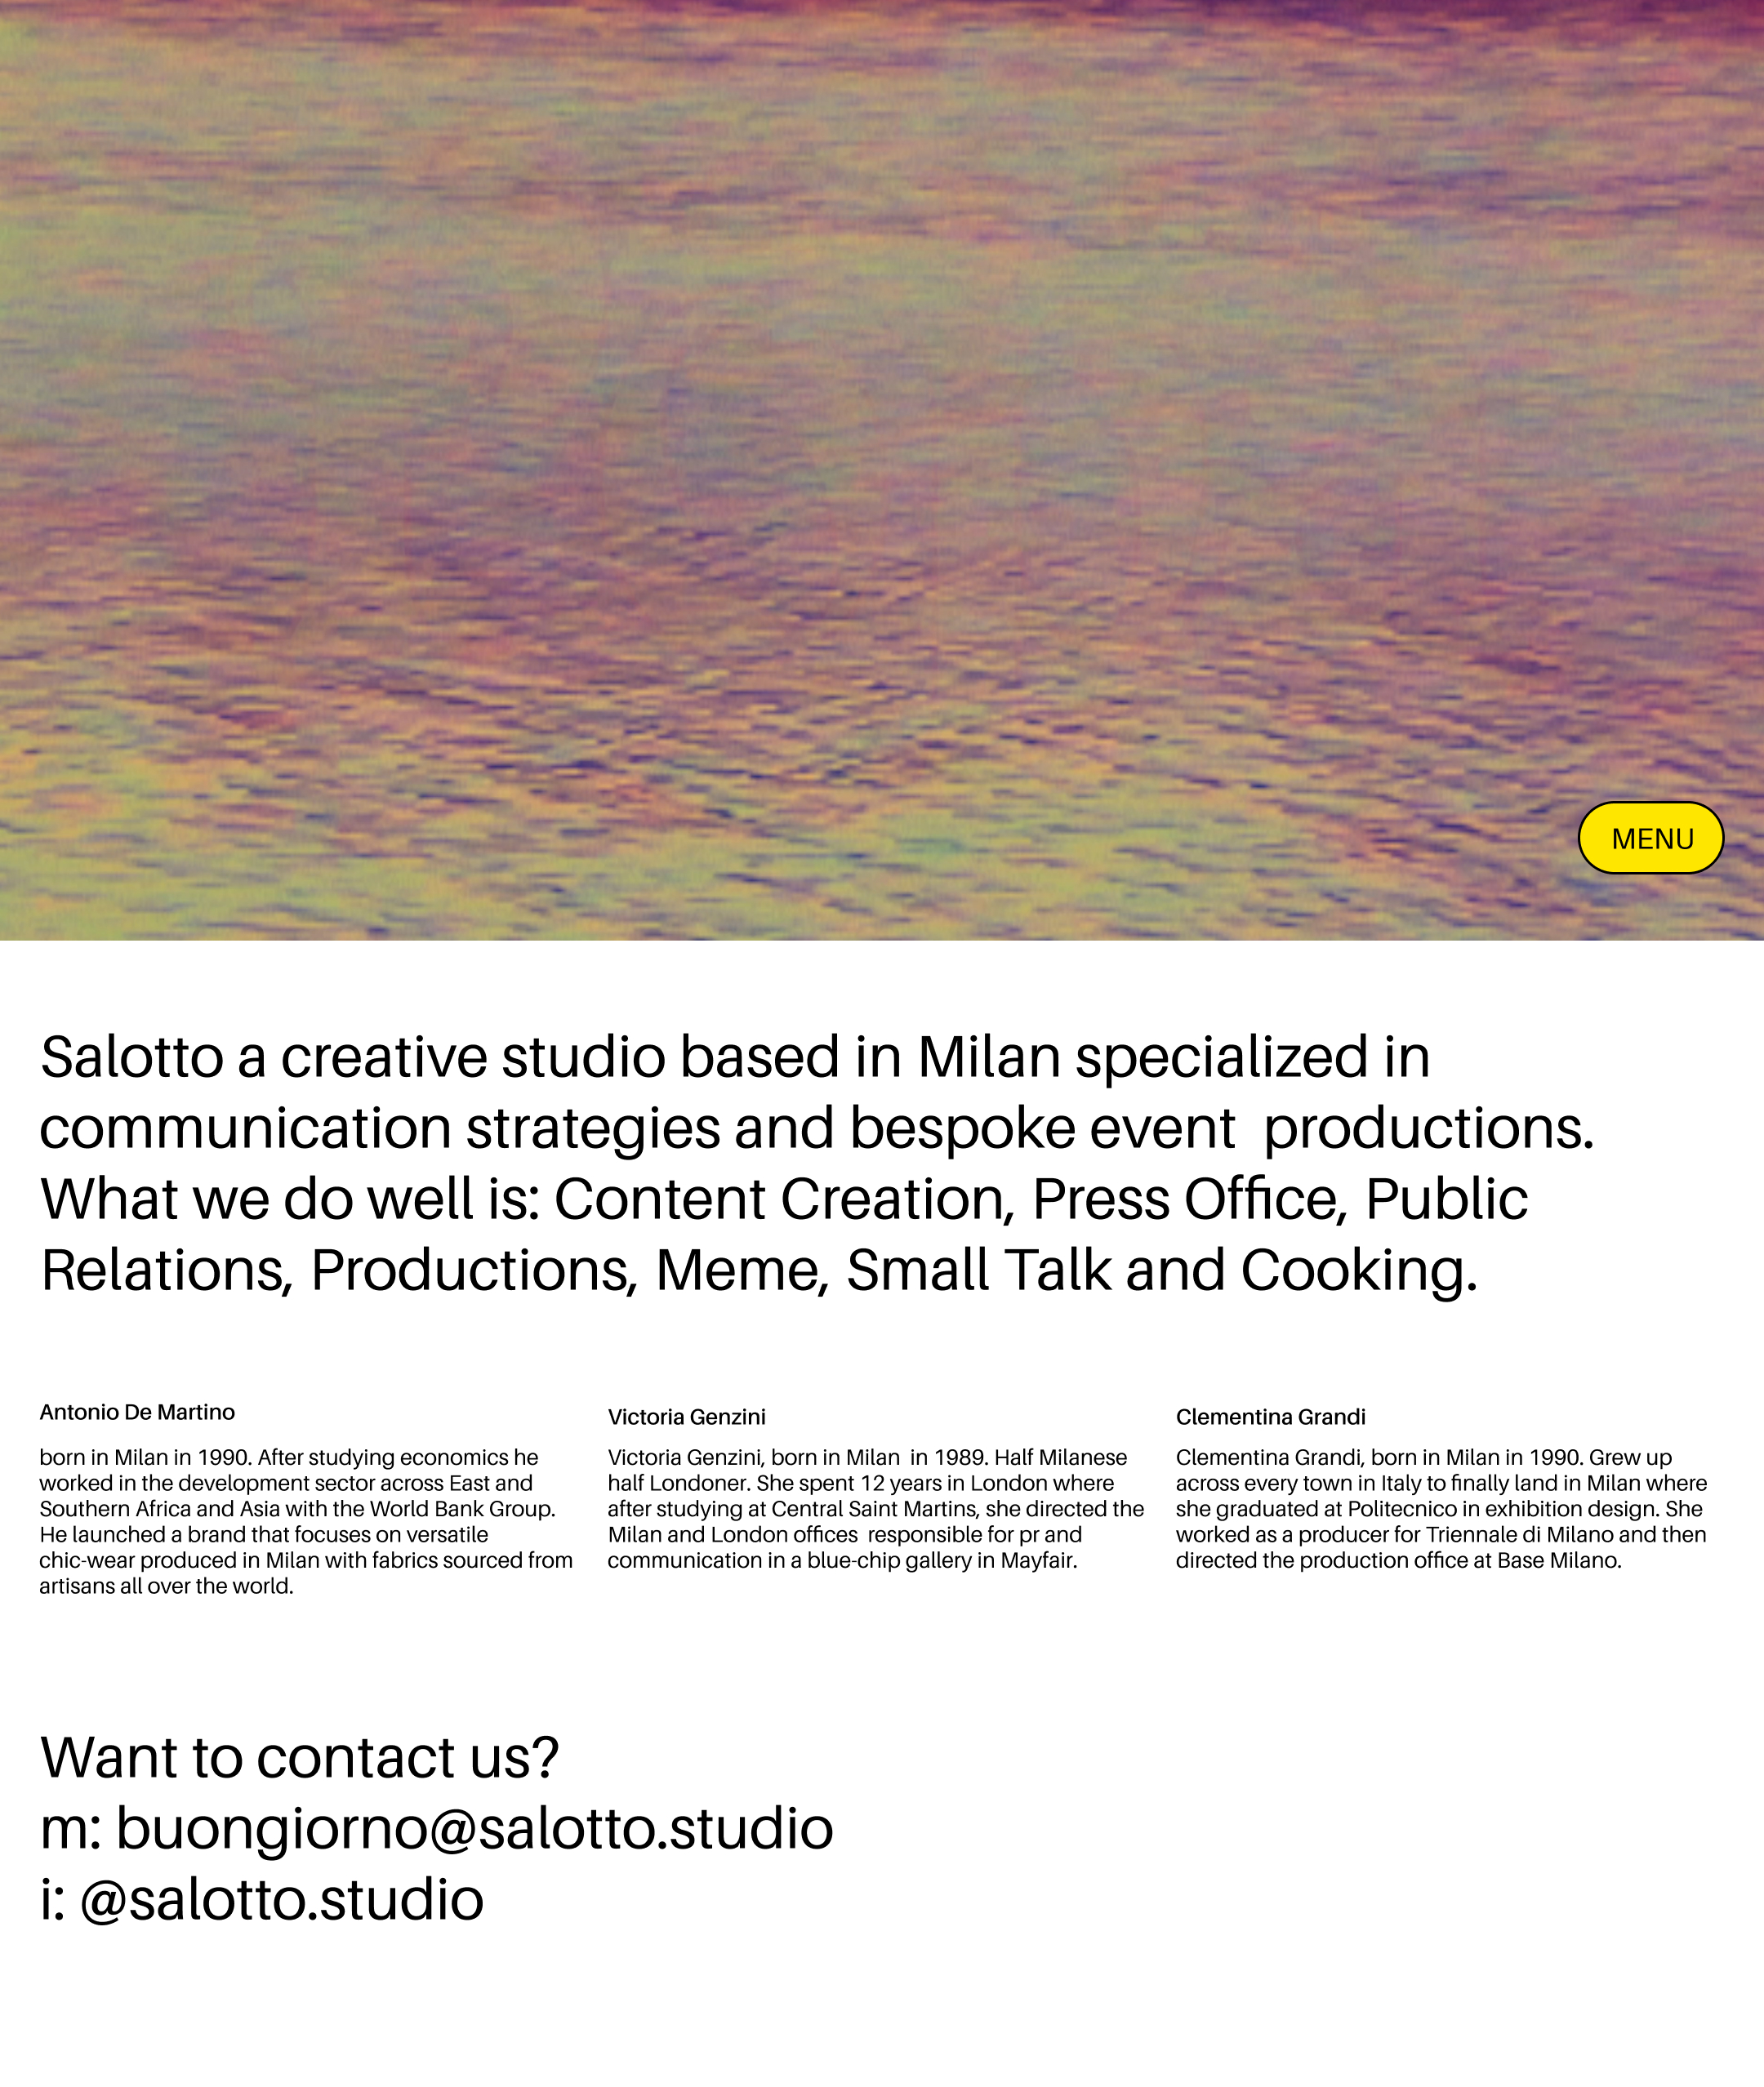 MENU
Salotto a creative studio based in Milan specialized in
communication strategies and bespoke event  productions.
What we do well is: Content Creation, Press Office, Public
Relations, Productions, Meme, Small Talk and Cooking.
Antonio De Martino
born in Milan in 1990. After studying economics he
worked in the development sector across East and
Southern Africa and Asia with the World Bank Group.
He launched a brand that focuses on versatile
chic-wear produced in Milan with fabrics sourced from
artisans all over the world.
Victoria Genzini
Victoria Genzini, born in Milan  in 1989. Half Milanese
half Londoner. She spent 12 years in London where
after studying at Central Saint Martins, she directed the
Milan and London offices  responsible for pr and
communication in a blue-chip gallery in Mayfair.
Clementina Grandi
Clementina Grandi, born in Milan in 1990. Grew up
across every town in Italy to finally land in Milan where
she graduated at Politecnico in exhibition design. She
worked as a producer for Triennale di Milano and then
directed the production office at Base Milano.
Want to contact us?
m: buongiorno@salotto.studio
i: @salotto.studio